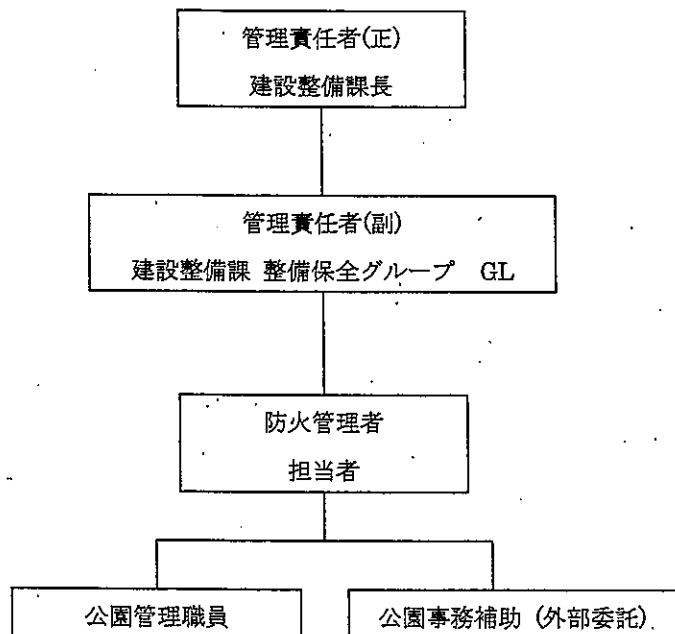 管理責任者(正)
建設整備課長
管理責任者(副)
建設整備課 整備保全グループ GL
防火管理者
担当者
公園管理職員
公園事務補助（外部委託）